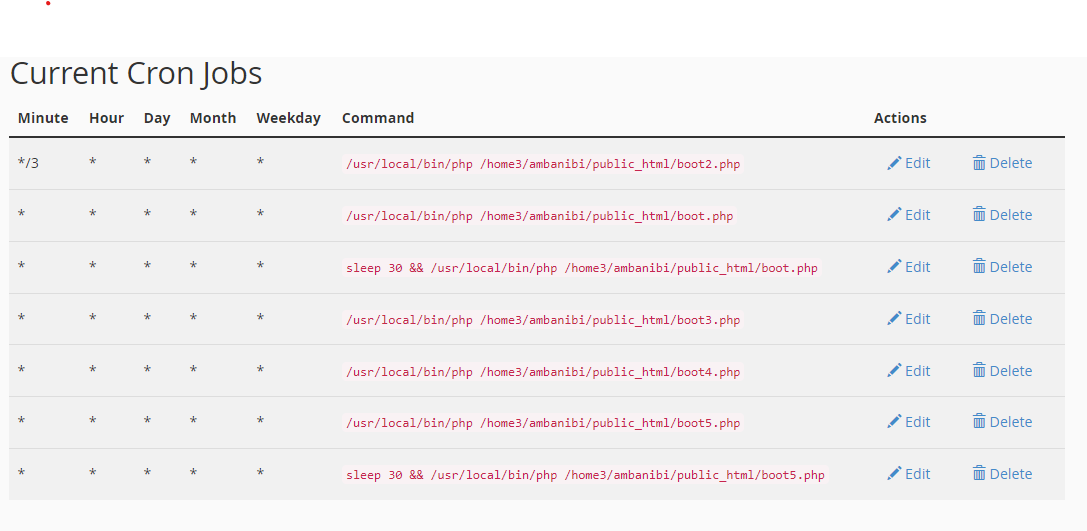 Current Cron Jobs
Minute Hour Day Month Weekday Command Actions
*/3 * * * * /usr/local/bin/php /home3/ambanibi/public_html/boot2.php Edit Delete
* * * * * /usr/local/bin/php /home3/ambanibi/public_html/boot.php Edit Delete
* * * * * sleep 30 && /usr/local/bin/php /home3/ambanibi/public_html/boot.php Edit Delete
* * * * * /usr/local/bin/php /home3/ambanibi/public_html/boot3.php Edit Delete
* * * * * /usr/local/bin/php /home3/ambanibi/public_html/boot4.php Edit Delete
* * * * * /usr/local/bin/php /home3/ambanibi/public_html/boot5.php Edit Delete
* * * * * sleep 30 && /usr/local/bin/php /home3/ambanibi/public_html/boot5.php Edit Delete